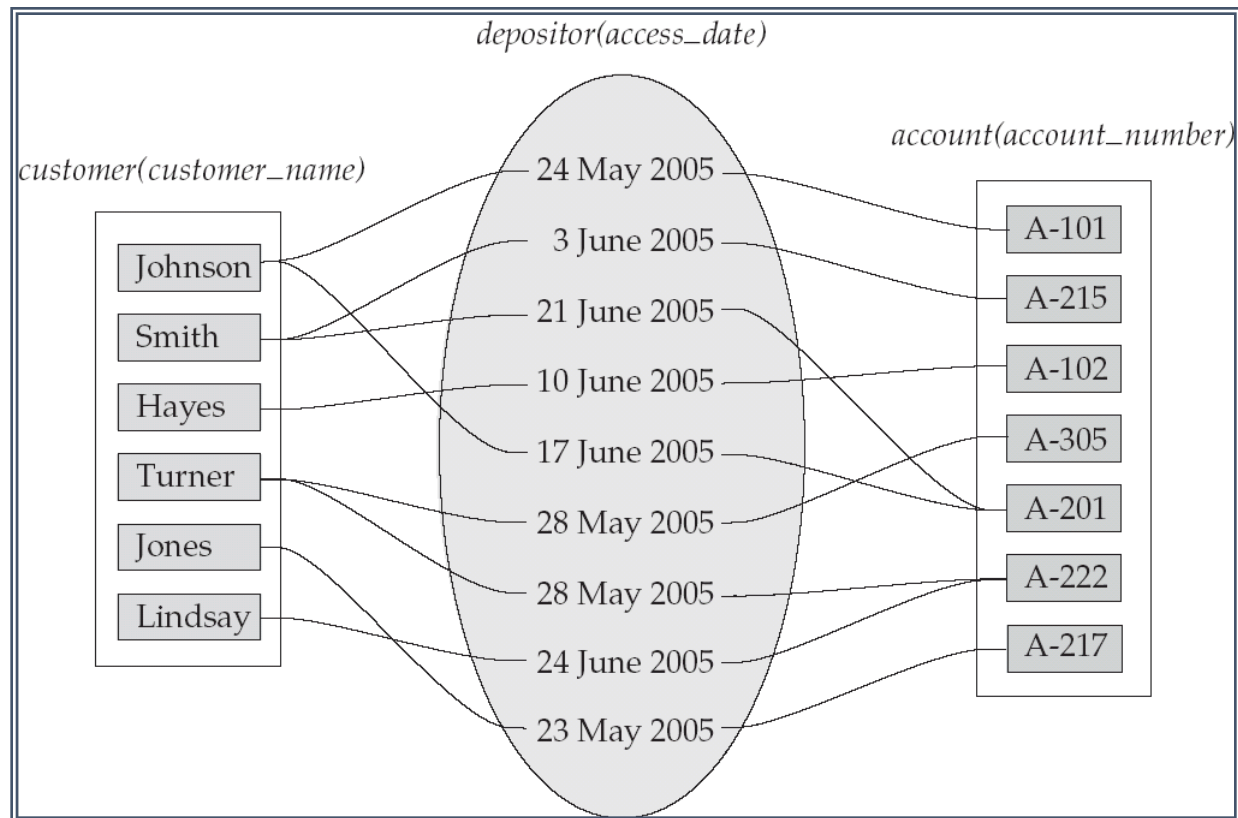 depositor(access_date)
account(account_number)
customer(customer_name)
Johnson
Smith
Hayes
Turner
Jones
Lindsay
24 May 2005
3 June 2005
21 June 2005
10 June 2005
17 June 2005
28 May 2005
28 May 2005
24 June 2005
23 May 2005
A-101
A-215
A-102
A-305
A-201
A-222
A-217